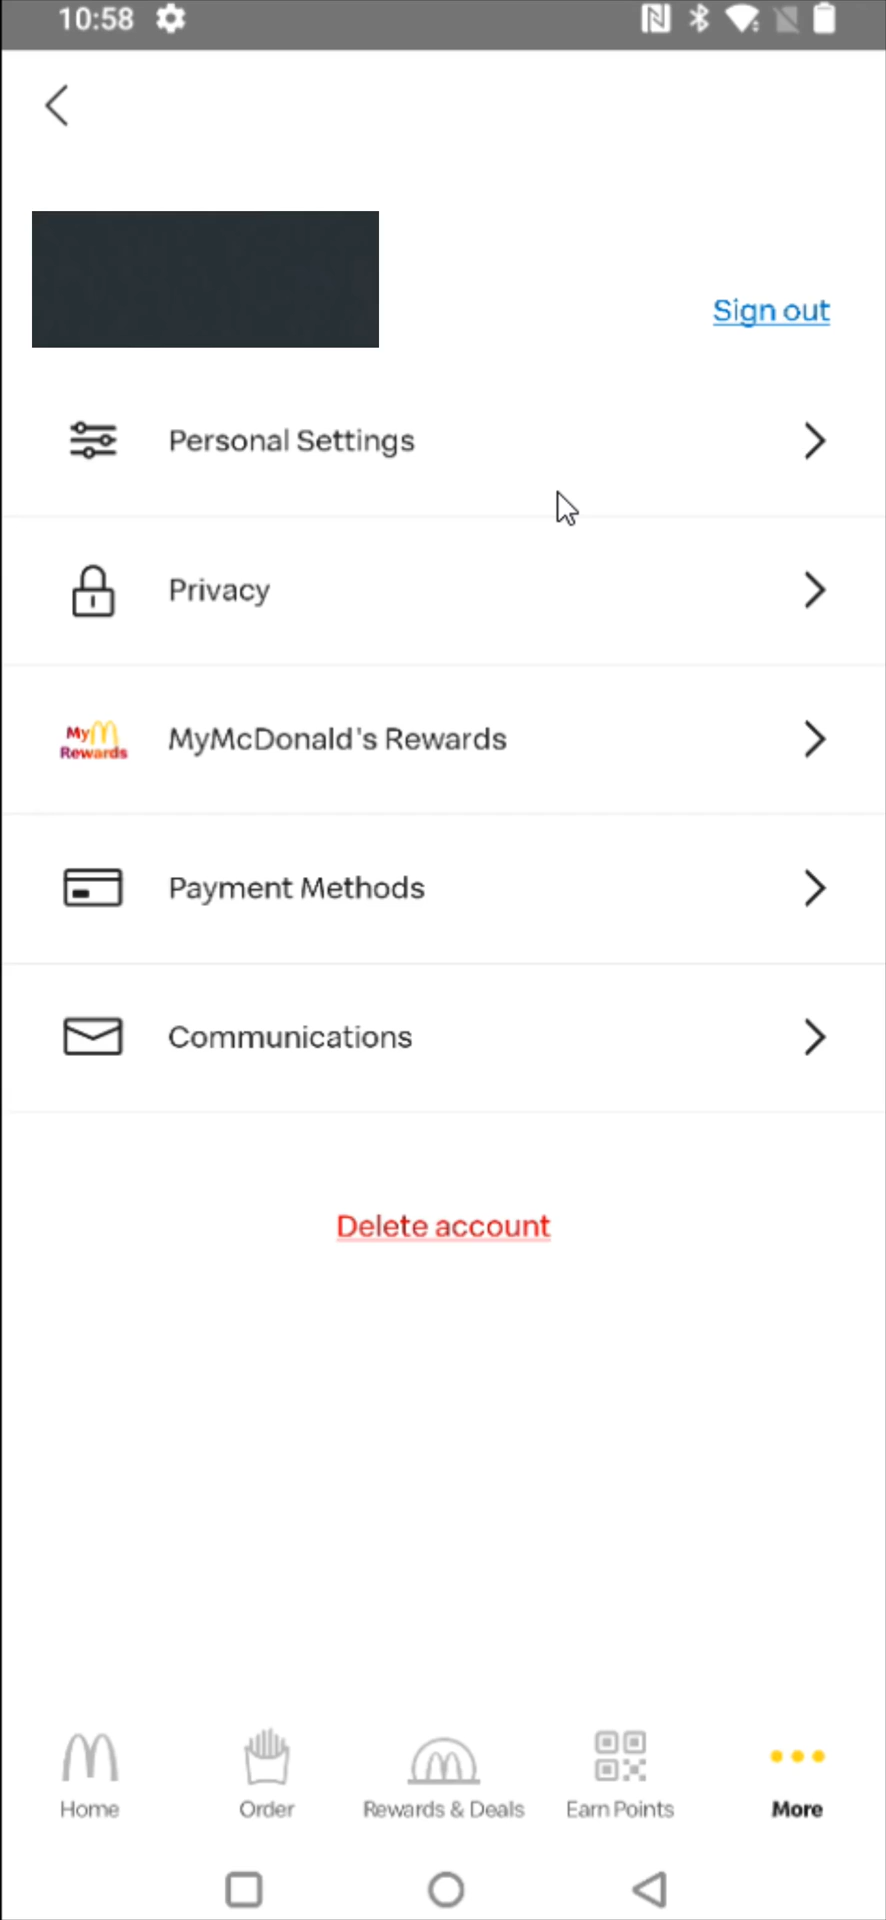 10:58
Sign out
Personal Settings
Privacy
My
Rewards
MyMcDonald's Rewards
Payment Methods
Communications
Delete account
Home
Order
Rewards & Deals
Earn Points
More